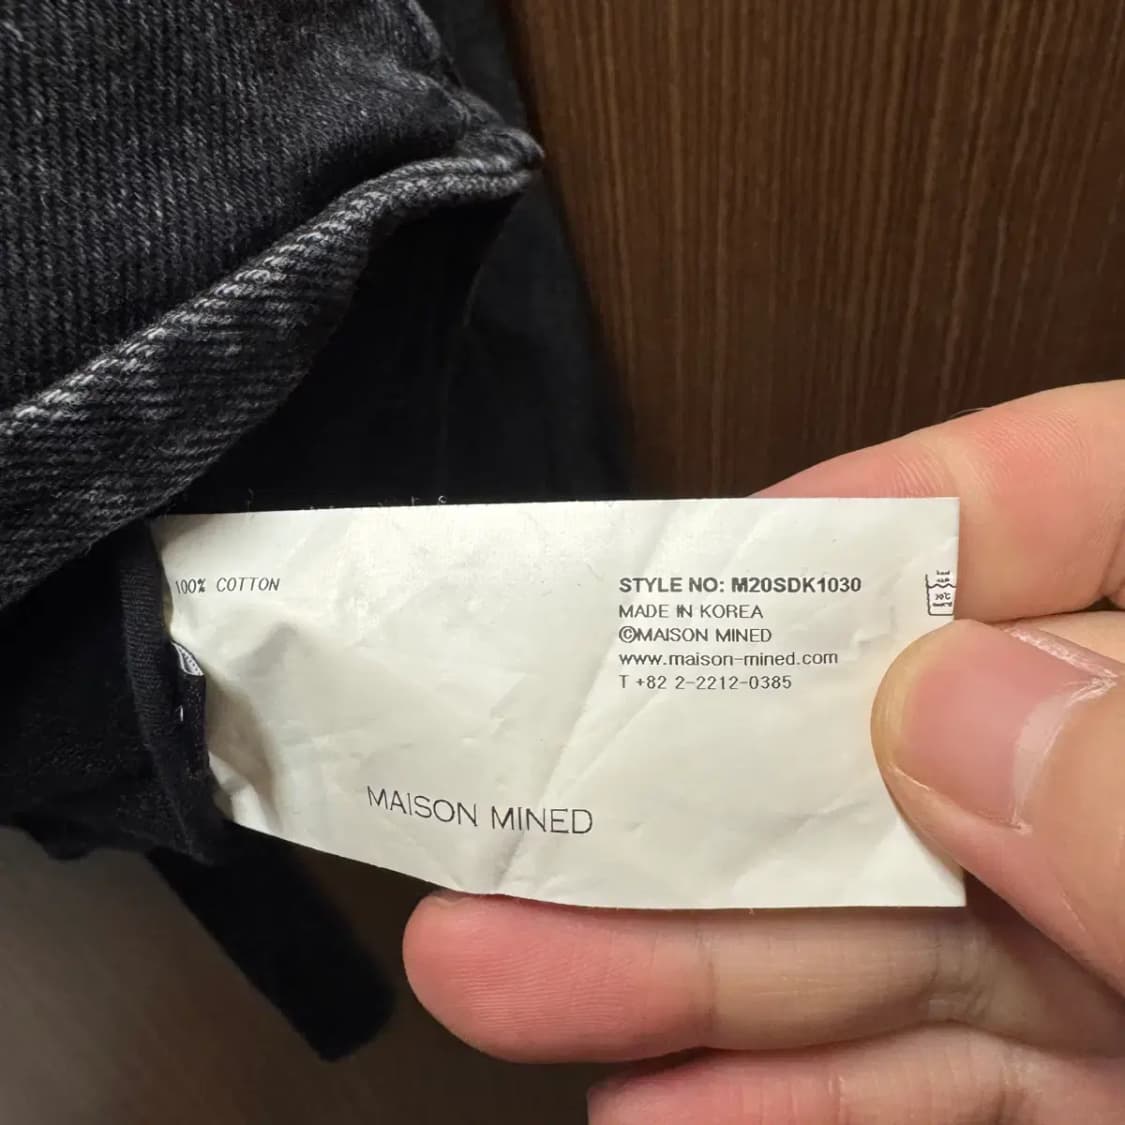 100% COTTON
STYLE NO: M20SDK1030
MADE IN KOREA
©MAISON MINED
www.maison-mined.com
T +82 2-2212-0385
MAISON MINED